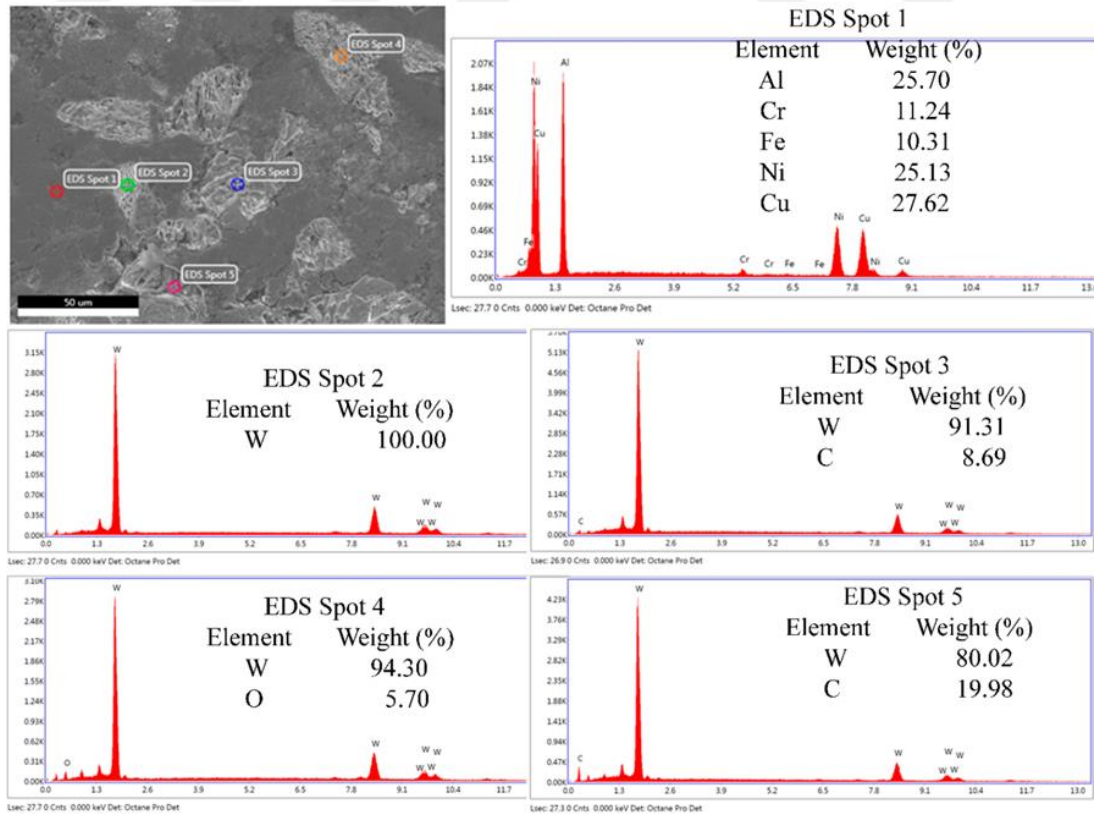 EDS Spot 4
EDS Spot 1
EDS Spot 2
EDS Spot 3
EDS Spot 5
50 um
EDS Spot 1
Element Weight (%)
Al 25.70
Cr 11.24
Fe 10.31
Ni 25.13
Cu 27.62
2.07K
1.84K
1.61K
1.38K
1.15K
0.92K
0.69K
0.46K
0.23K
0.00K
Ni
Al
Cu
Fe
Cr
Cr
Cr
Fe
Fe
Ni
Cu
Ni
Cu
0.0 1.3 2.6 3.9 5.2 6.5 7.8 9.1 10.4 11.7 13.0
Lsec: 27.7 0 Cnts 0.000 keV Det: Octane Pro Det
EDS Spot 2
Element Weight (%)
W 100.00
3.15K
2.80K
2.45K
2.10K
1.75K
1.40K
1.05K
0.70K
0.35K
0.00K
W
W
W W
W W
0.0 1.3 2.6 3.9 5.2 6.5 7.8 9.1 10.4 11.7
Lsec: 27.7 0 Cnts 0.000 keV Det: Octane Pro Det
EDS Spot 3
Element Weight (%)
W 91.31
C 8.69
5.70K
5.13K
4.56K
3.99K
3.42K
2.85K
2.28K
1.71K
1.14K
0.57K
0.00K
W
C
W
W W
W W
0.0 1.3 2.6 3.9 5.2 6.5 7.8 9.1 10.4 11.7 13.0
Lsec: 26.9 0 Cnts 0.000 keV Det: Octane Pro Det
EDS Spot 4
Element Weight (%)
W 94.30
O 5.70
3.10K
2.79K
2.48K
2.17K
1.86K
1.55K
1.24K
0.93K
0.62K
0.31K
0.00K
W
O
W
W W
W W
0.0 1.3 2.6 3.9 5.2 6.5 7.8 9.1 10.4 11.7
Lsec: 27.7 0 Cnts 0.000 keV Det: Octane Pro Det
EDS Spot 5
Element Weight (%)
W 80.02
C 19.98
4.23K
3.76K
3.29K
2.82K
2.35K
1.88K
1.41K
0.94K
0.47K
0.00K
W
C
W
W W
W W
0.0 1.3 2.6 3.9 5.2 6.5 7.8 9.1 10.4 11.7 13.0
Lsec: 27.3 0 Cnts 0.000 keV Det: Octane Pro Det